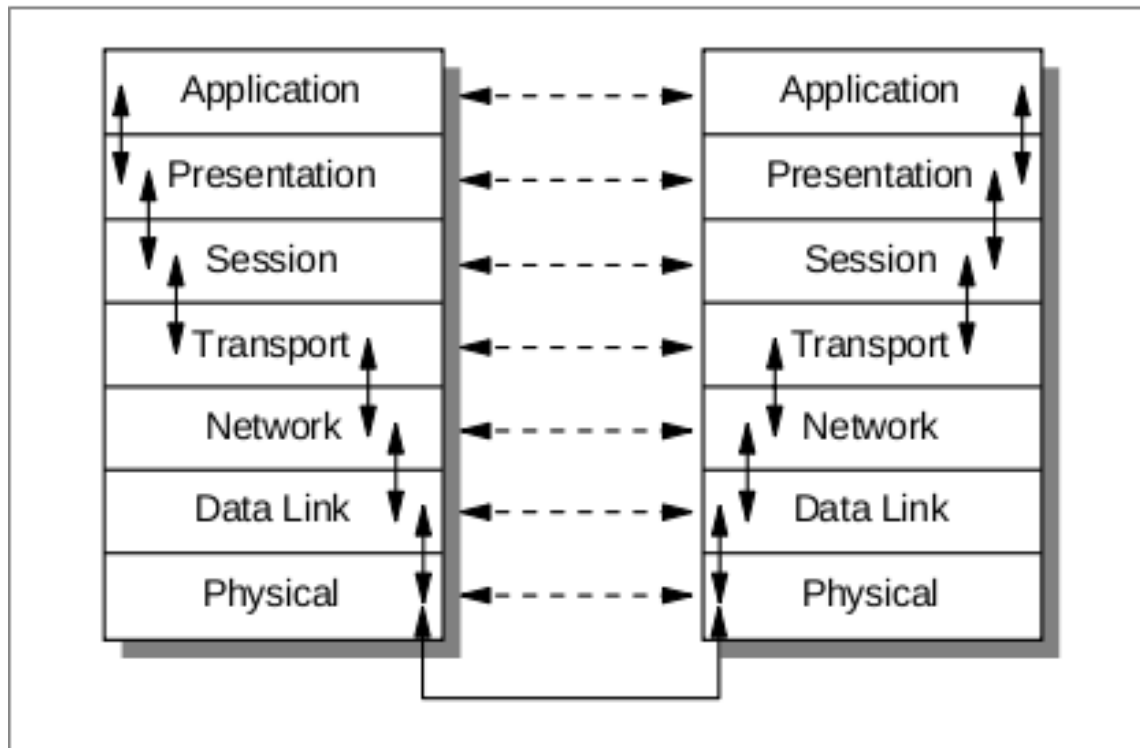 Application
Presentation
Session
Transport
Network
Data Link
Physical
Application
Presentation
Session
Transport
Network
Data Link
Physical